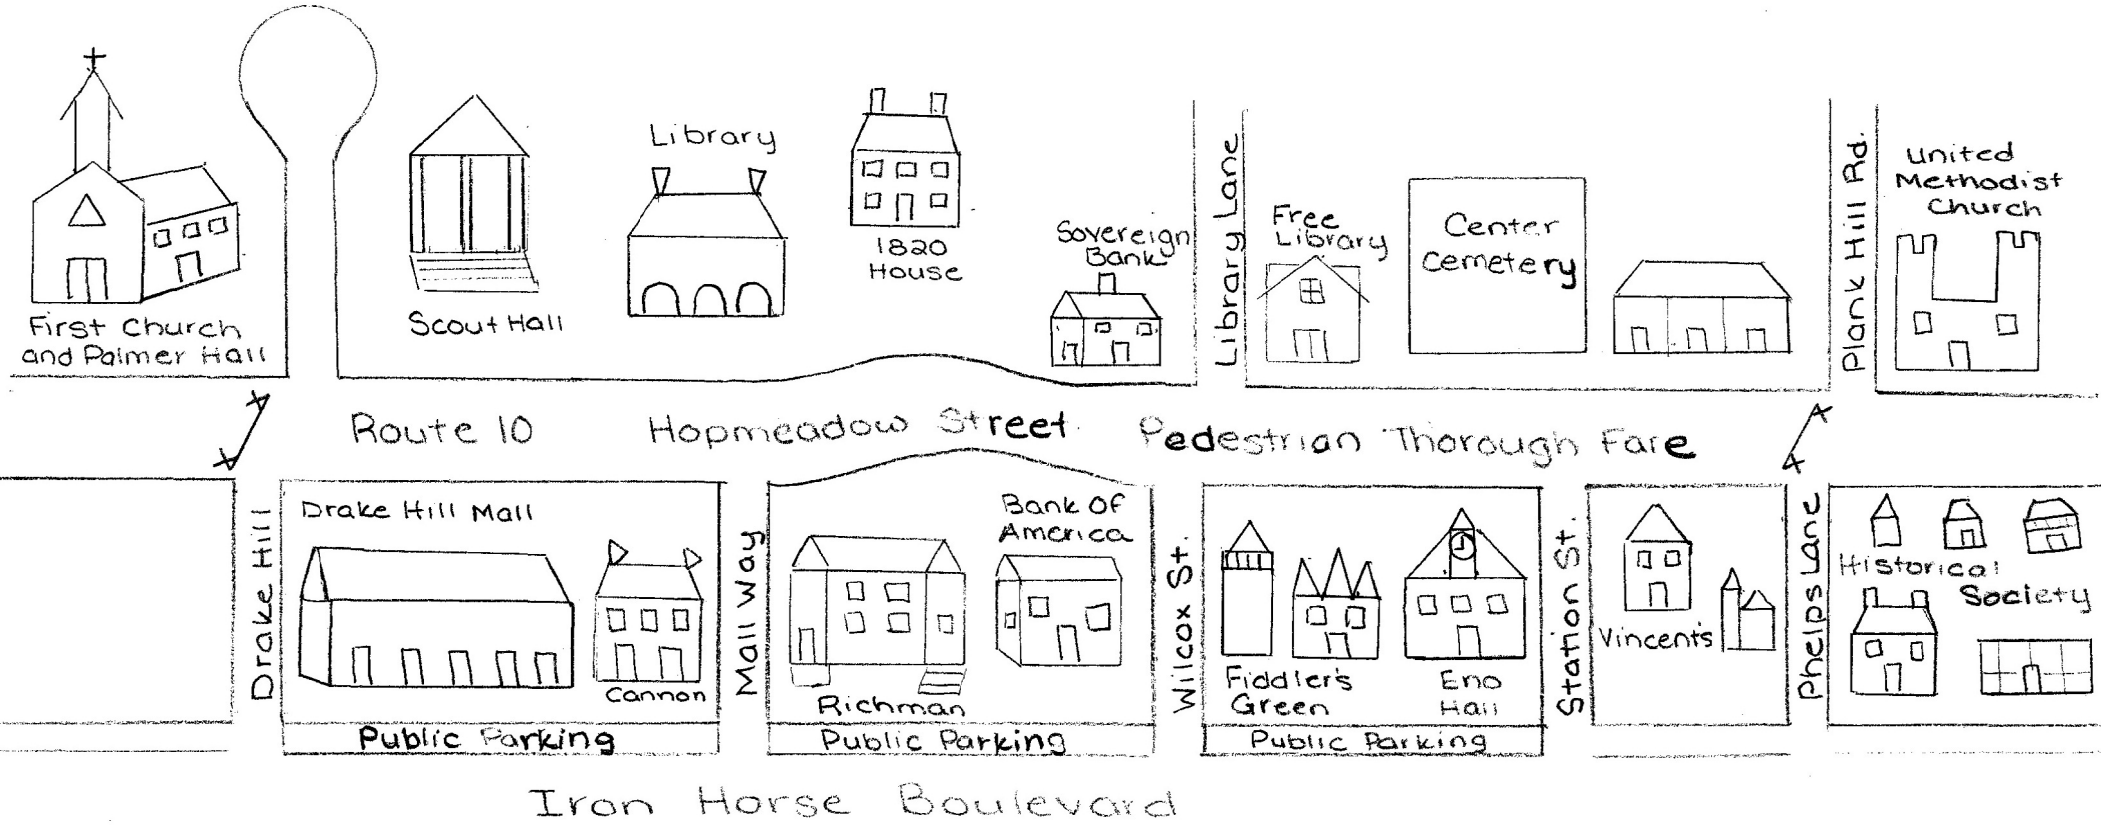 First Church
and Palmer Hall
Scout Hall
Library
1820
House
Sovereign
Bank
Library Lane
Free
Library
Center
Cemetery
Plank Hill Rd.
United
Methodist
Church
Route 10 Hopmeadow Street Pedestrian Thorough Fare
Drake Hill
Drake Hill Mall
Cannon
Public Parking
Mall Way
Richman
Bank Of
America
Public Parking
Wilcox St.
Fiddler's
Green
Eno
Hall
Public Parking
Station St.
Vincent's
Phelps Lane
Historical
Society
Iron Horse Boulevard